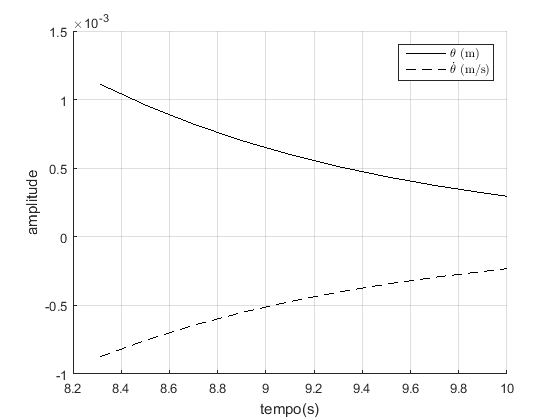 ×10⁻³
1.5
1
0.5
0
-0.5
-1
8.2 8.4 8.6 8.8 9 9.2 9.4 9.6 9.8 10
tempo(s)
amplitude
θ (m)
θ̇ (m/s)